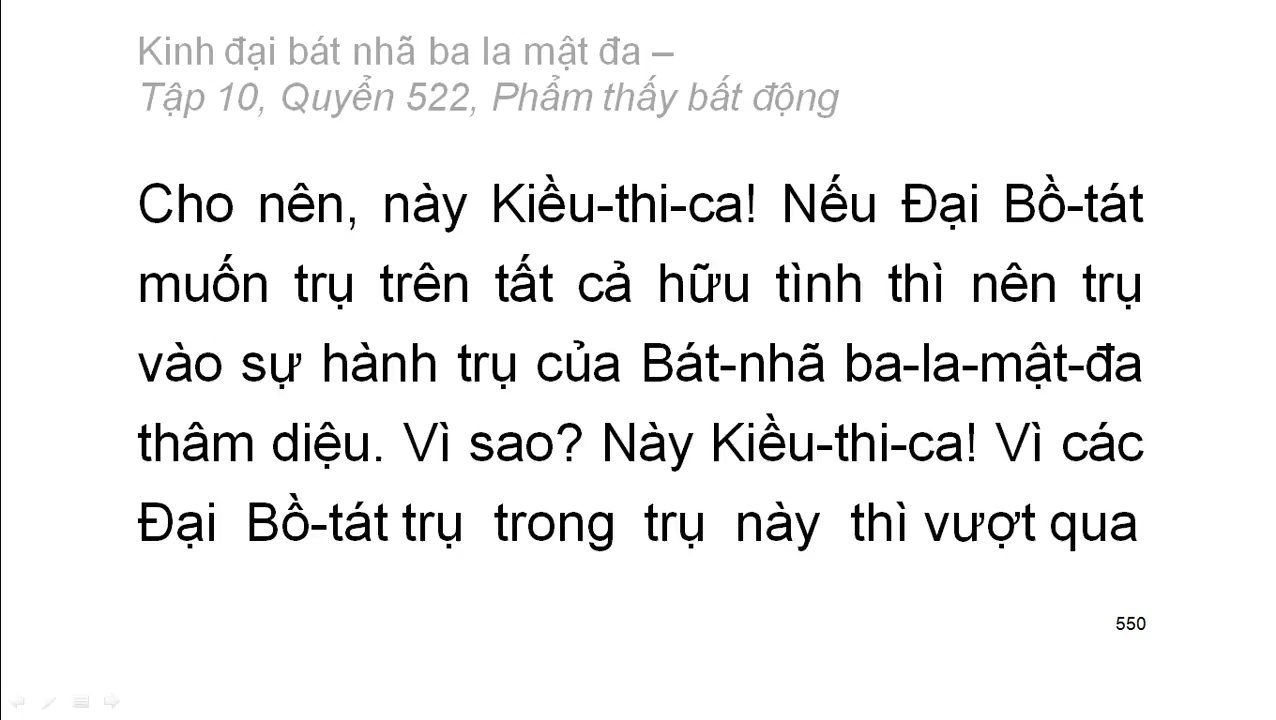 Kinh đại bát nhã ba la mật đa –
Tập 10, Quyển 522, Phẩm thấy bất động
Cho nên, này Kiều-thi-ca! Nếu Đại Bồ-tát
muốn trụ trên tất cả hữu tình thì nên trụ
vào sự hành trụ của Bát-nhã ba-la-mật-đa
thâm diệu. Vì sao? Này Kiều-thi-ca! Vì các
Đại Bồ-tát trụ trong trụ này thì vượt qua
550